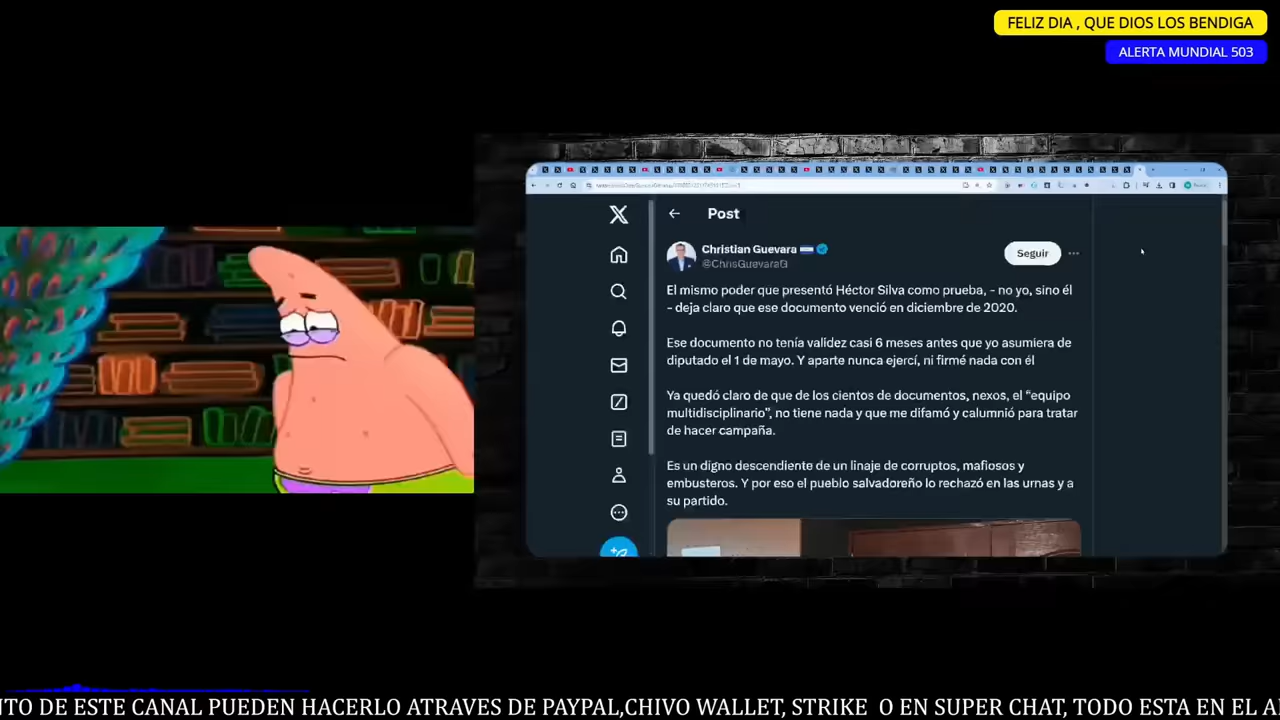 FELIZ DIA , QUE DIOS LOS BENDIGA
ALERTA MUNDIAL 503
Post
Christian Guevara
@ChrisGuevaraG
Seguir
El mismo poder que presentó Héctor Silva como prueba, - no yo, sino él
- deja claro que ese documento venció en diciembre de 2020.
Ese documento no tenía validez casi 6 meses antes que yo asumiera de
diputado el 1 de mayo. Y aparte nunca ejercí, ni firmé nada con él
Ya quedó claro de que de los cientos de documentos, nexos, el “equipo
multidisciplinario”, no tiene nada y que me difamó y calumnió para tratar
de hacer campaña.
Es un digno descendiente de un linaje de corruptos, mafiosos y
embusteros. Y por eso el pueblo salvadoreño lo rechazó en las urnas y a
su partido.
NTO DE ESTE CANAL PUEDEN HACERLO ATRAVES DE PAYPAL,CHIVO WALLET, STRIKE O EN SUPER CHAT, TODO ESTA EN EL A